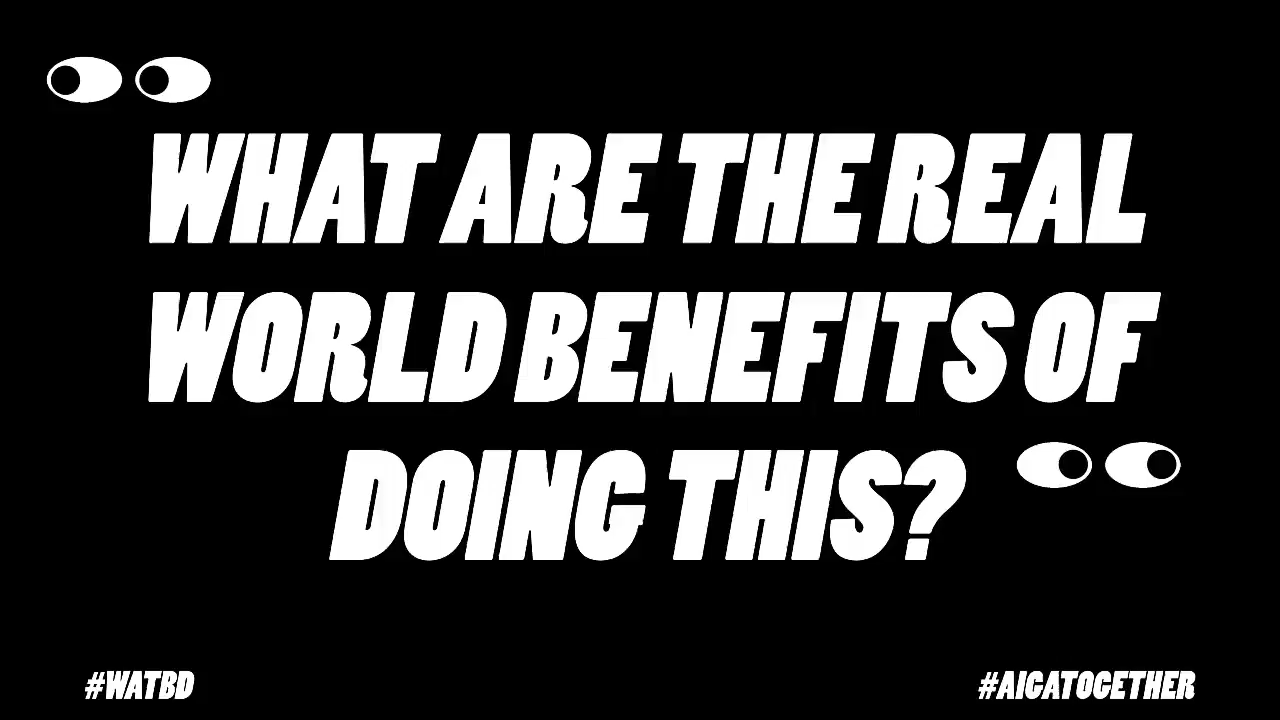 WHAT ARE THE REAL
WORLD BENEFITS OF
DOING THIS?
#WATBD
#AIGATOGETHER